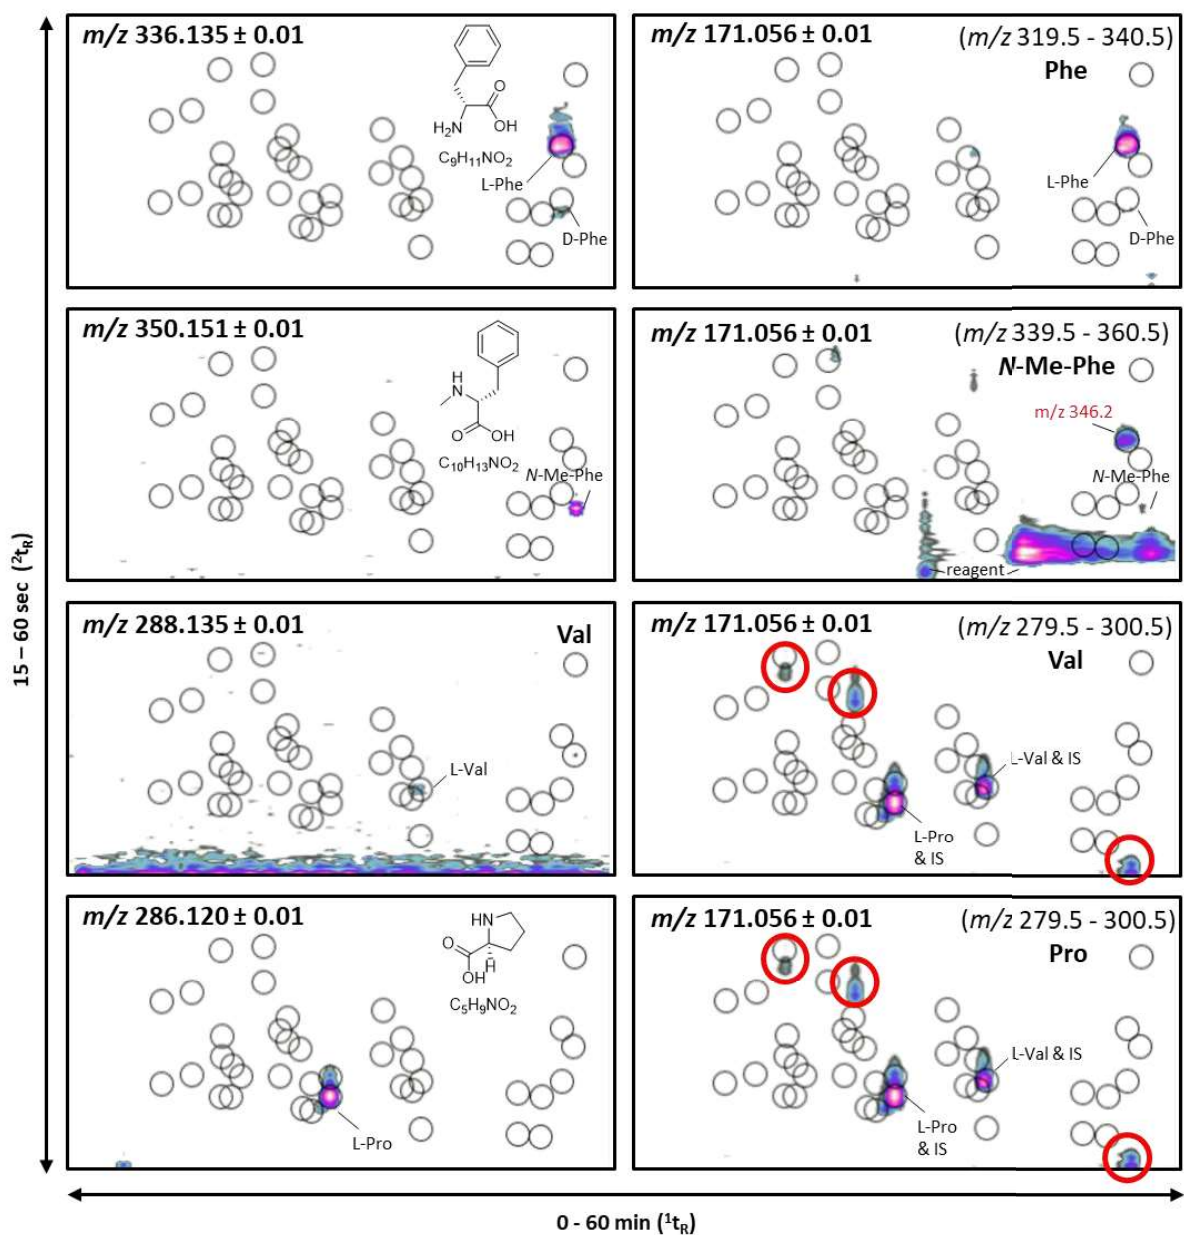 m/z 336.135 ± 0.01
H₂N
O
OH
C₉H₁₁NO₂
L-Phe
D-Phe
m/z 171.056 ± 0.01
(m/z 319.5 - 340.5)
Phe
L-Phe
D-Phe
m/z 350.151 ± 0.01
H
N
O
OH
C₁₀H₁₃NO₂
N-Me-Phe
m/z 171.056 ± 0.01
(m/z 339.5 - 360.5)
N-Me-Phe
m/z 346.2
N-Me-Phe
reagent
m/z 288.135 ± 0.01
Val
L-Val
m/z 171.056 ± 0.01
(m/z 279.5 - 300.5)
Val
L-Val & IS
L-Pro
& IS
m/z 286.120 ± 0.01
HN
O
OH
H
C₅H₉NO₂
L-Pro
m/z 171.056 ± 0.01
(m/z 279.5 - 300.5)
Pro
L-Val & IS
L-Pro
& IS
15 – 60 sec (²tR)
0 - 60 min (¹tR)